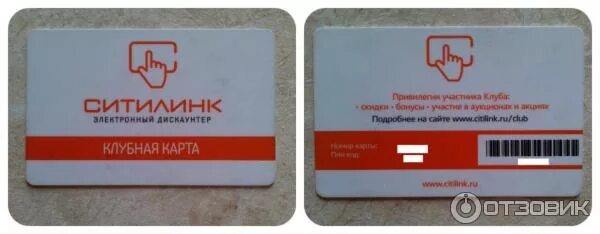 СИТИЛИНК
ЭЛЕКТРОННЫЙ ДИСКАУНТЕР
КЛУБНАЯ КАРТА
Привилегии участника Клуба:
• скидки • бонусы • участие в аукционах и акциях
Подробнее на сайте www.citilink.ru/club
Номер карты:
Пин код:
www.citilink.ru
ОТЗОВИК